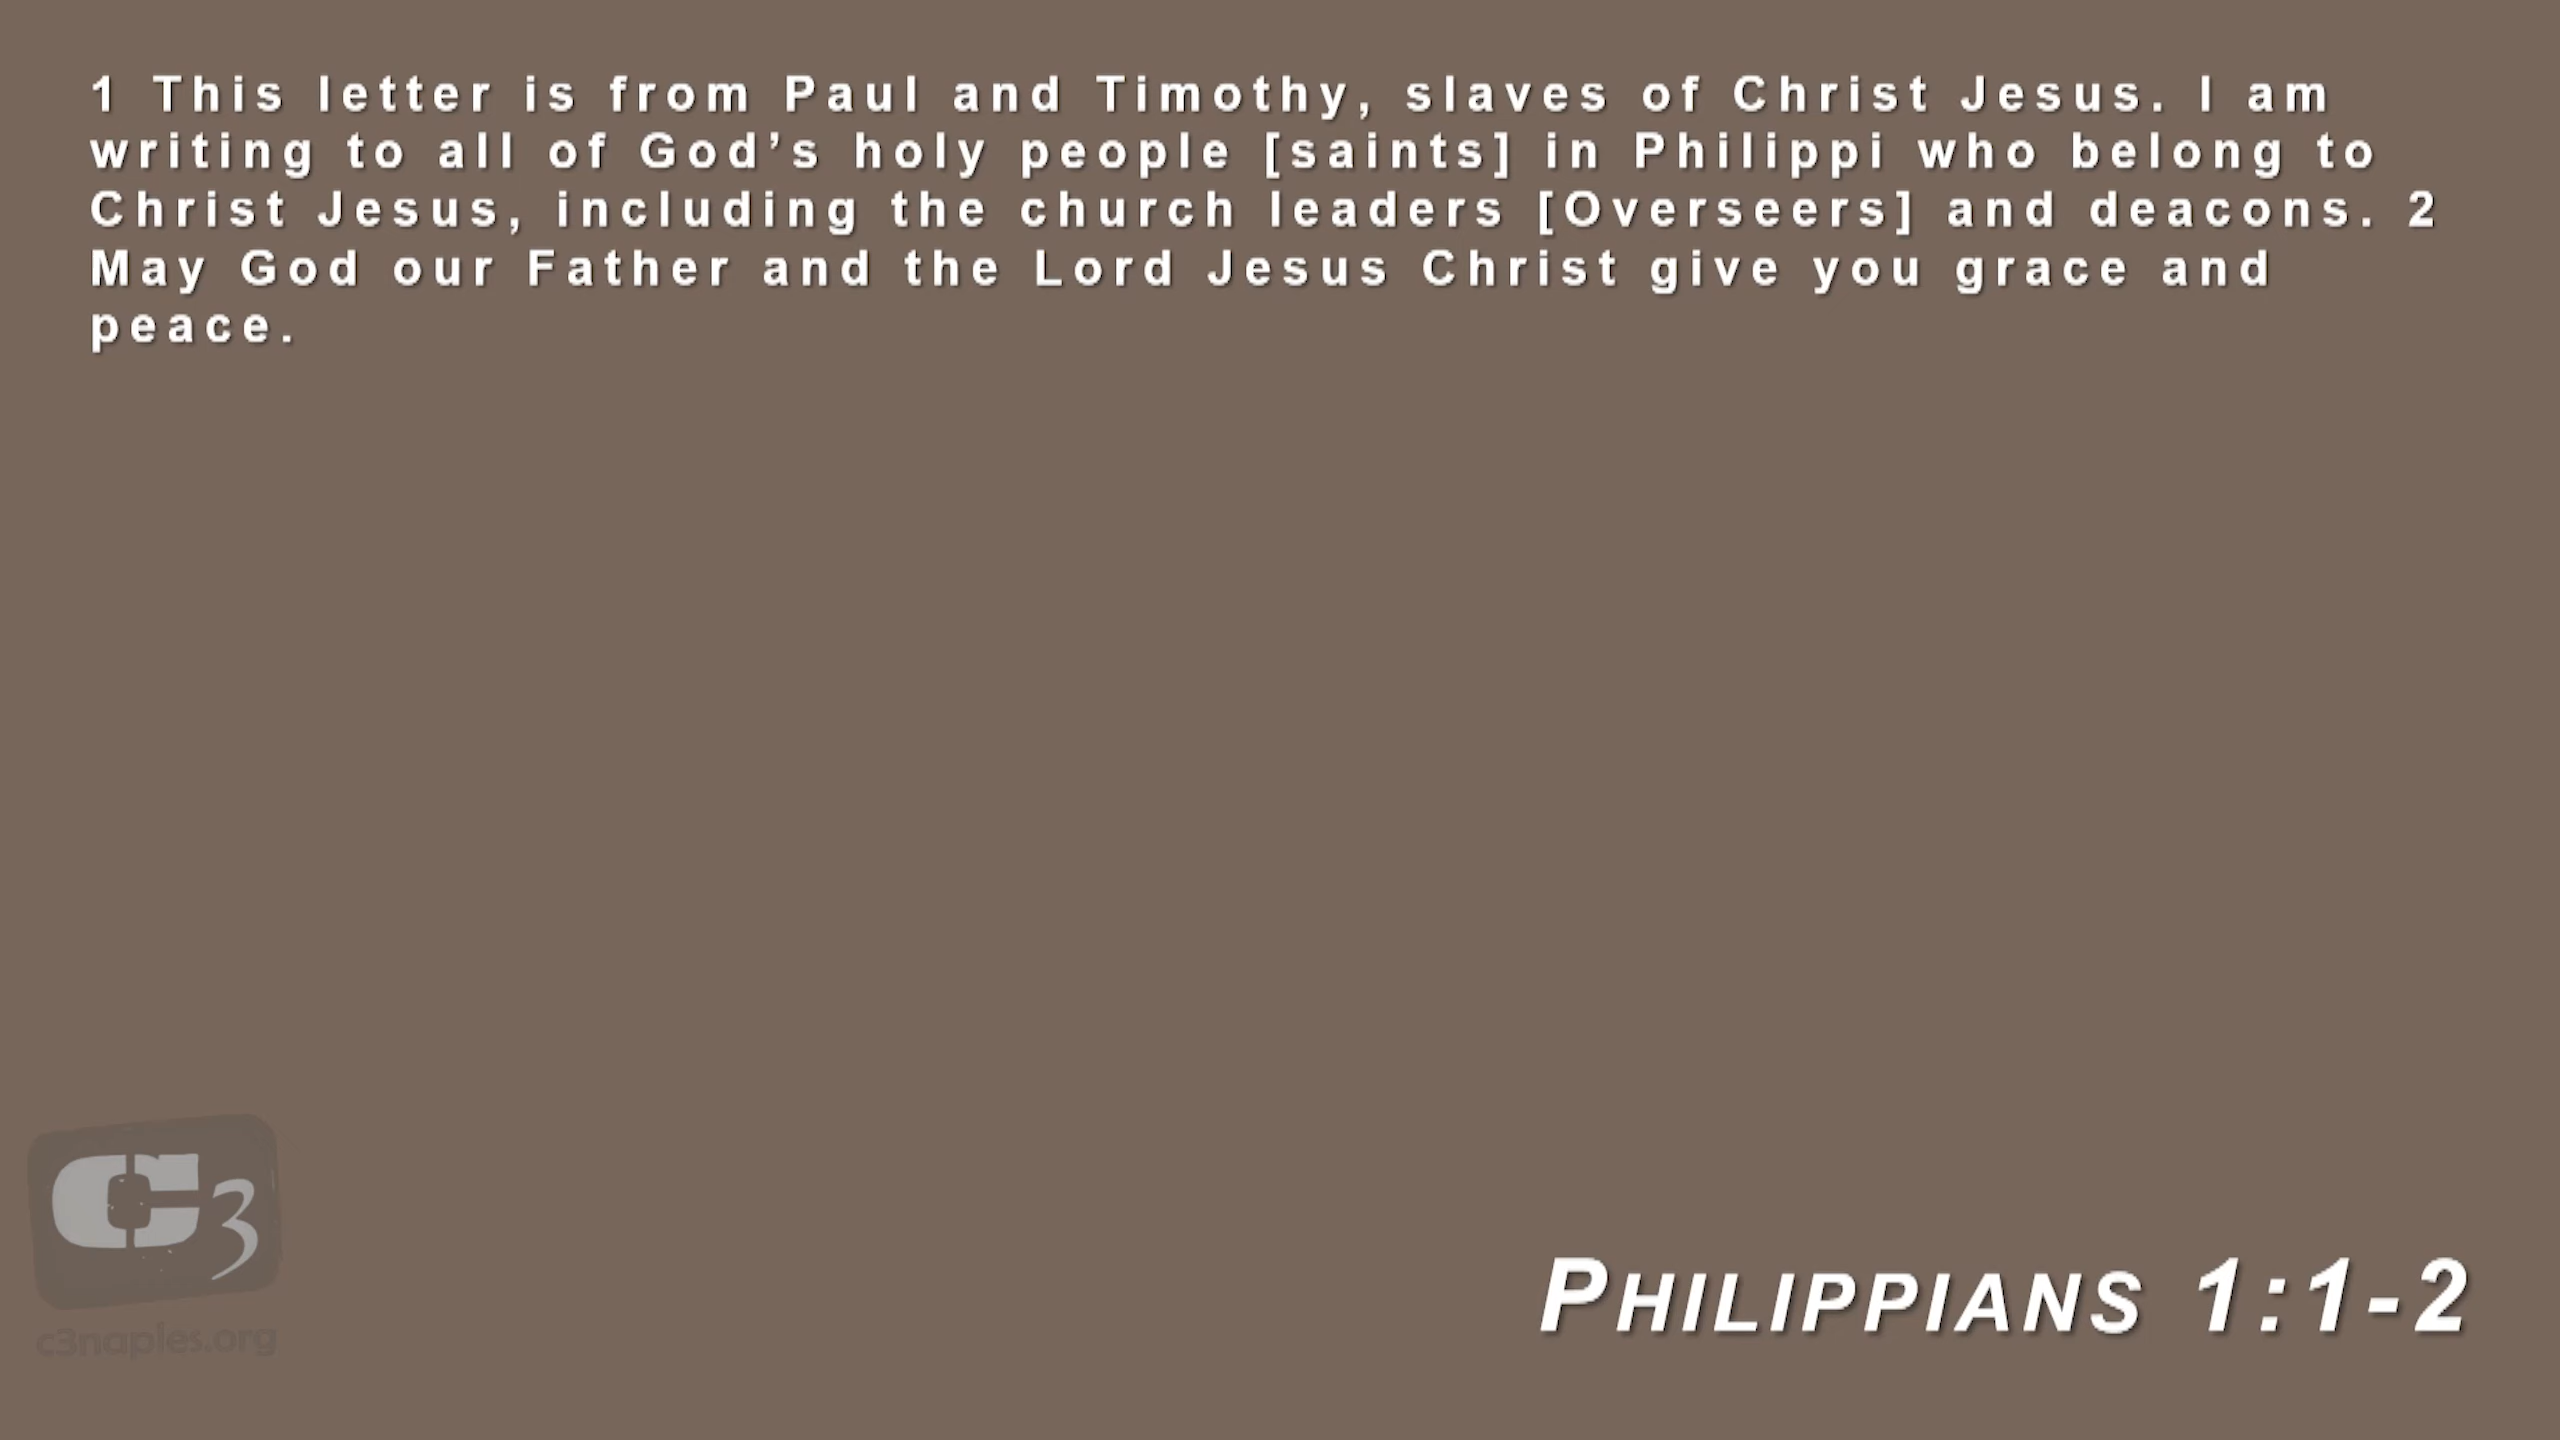 1 This letter is from Paul and Timothy, slaves of Christ Jesus. I am
writing to all of God’s holy people [saints] in Philippi who belong to
Christ Jesus, including the church leaders [Overseers] and deacons. 2
May God our Father and the Lord Jesus Christ give you grace and
peace.
C3
c3naples.org
PHILIPPIANS 1:1-2